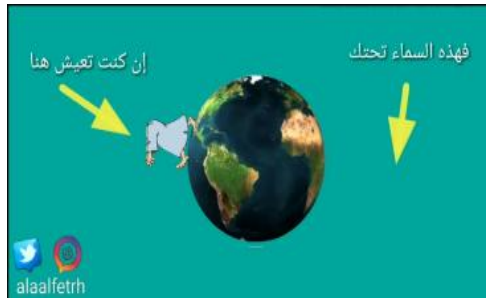 فهذه السماء تحتك
إن كنت تعيش هنا
alaalfetrh